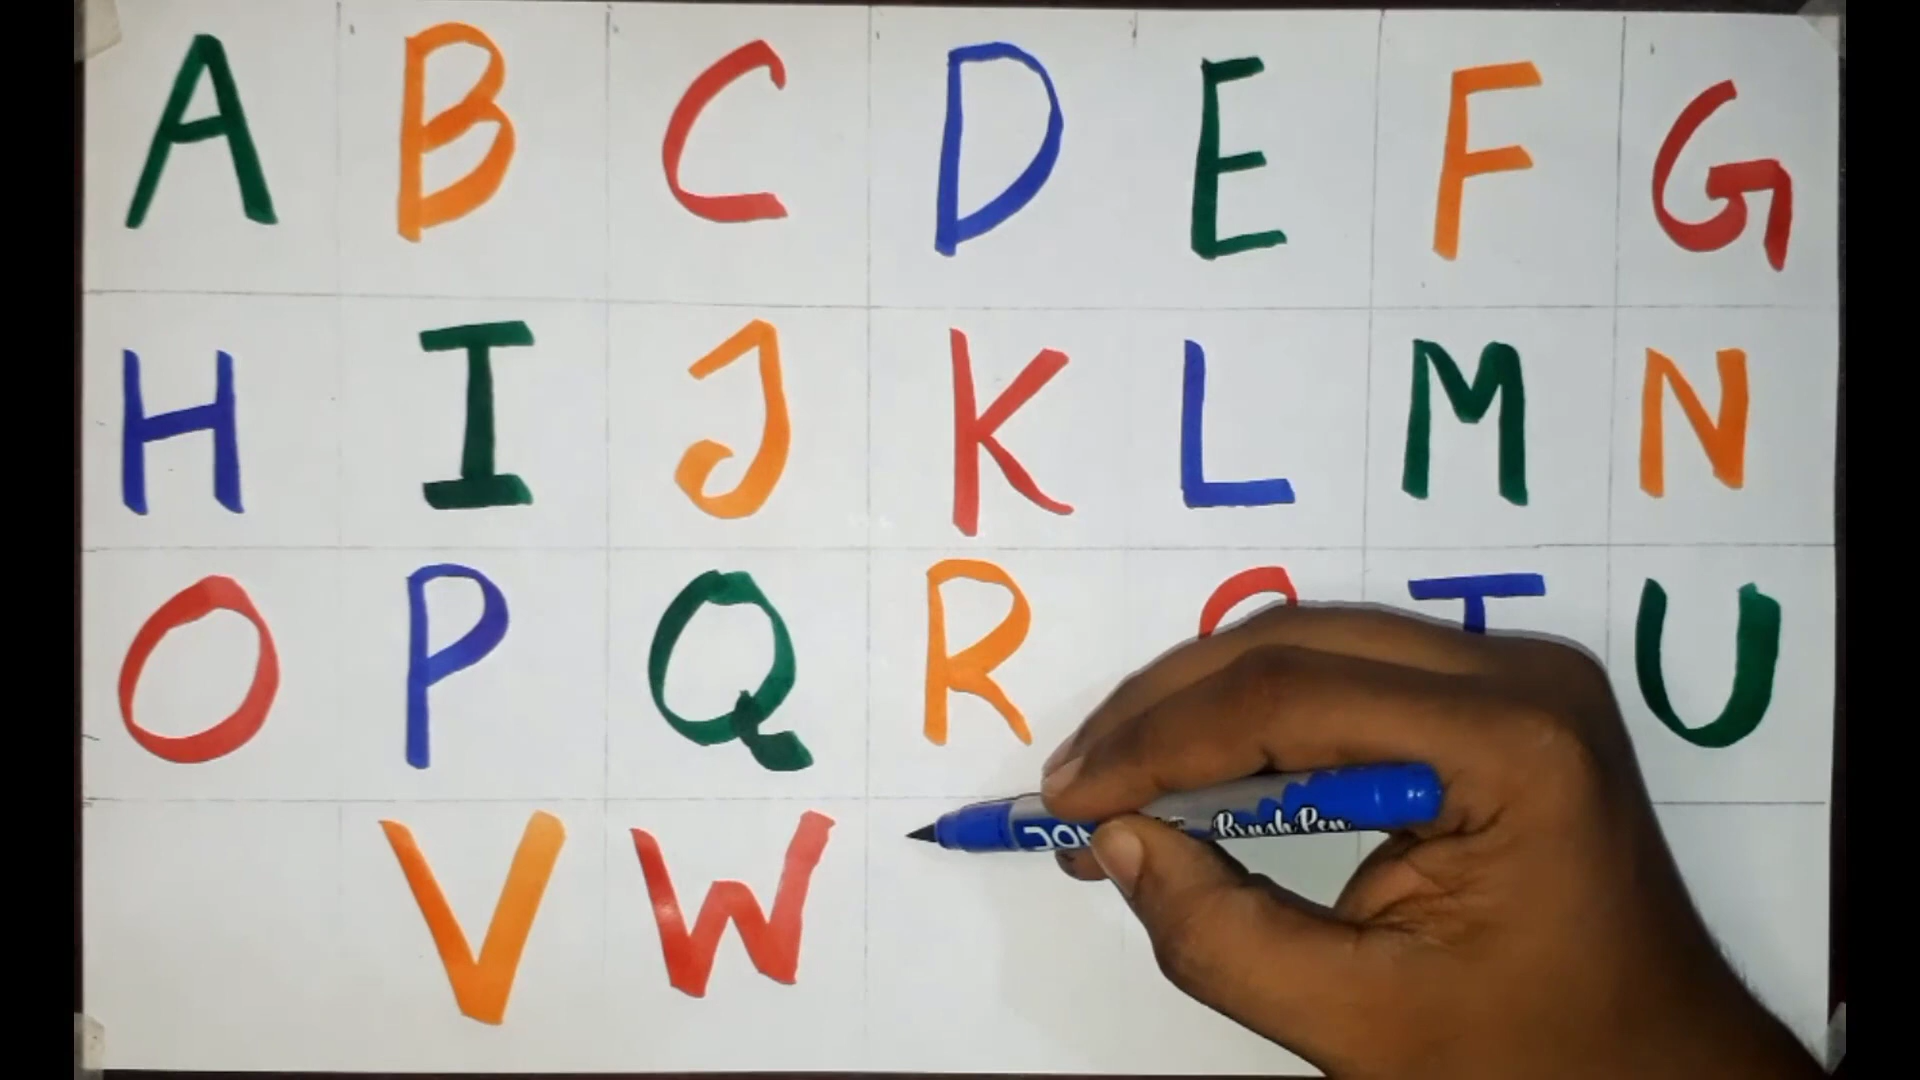 A B C D E F G
H I J K L M N
O P Q R S T U
V W
Brush Pen